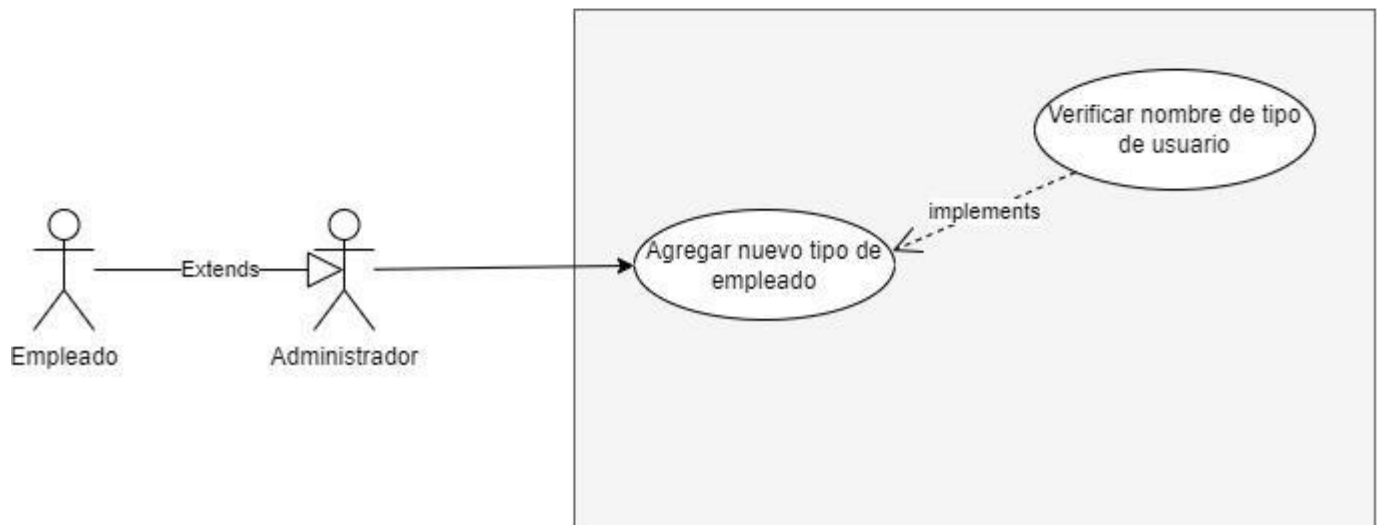 Verificar nombre de tipo
de usuario
implements
Agregar nuevo tipo de
empleado
Extends
Empleado
Administrador